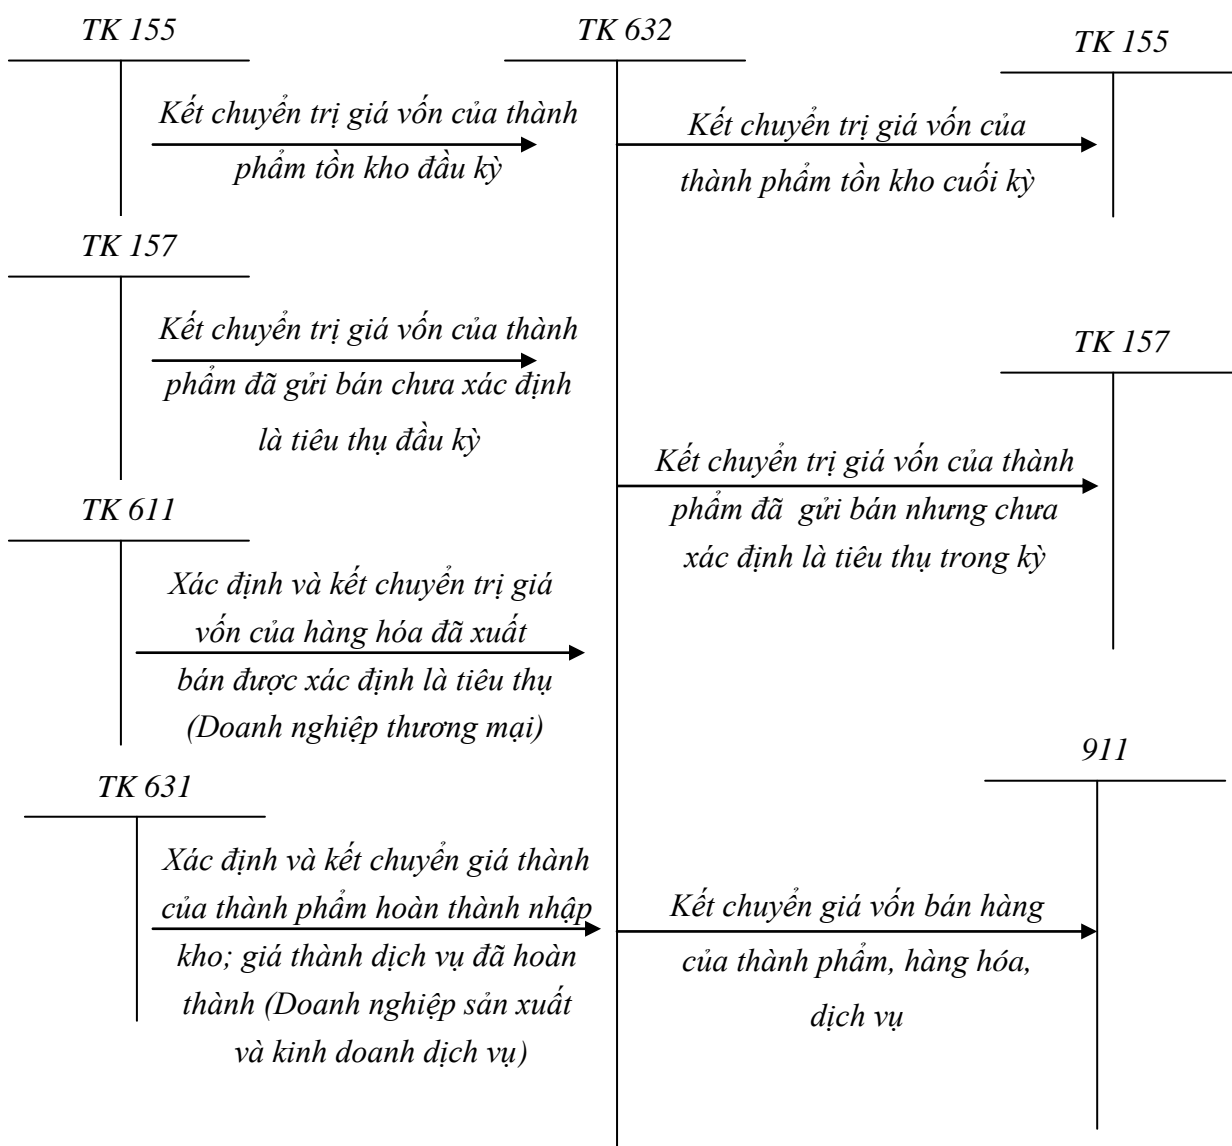 TK 155
TK 632
TK 155
Kết chuyển trị giá vốn của thành
phẩm tồn kho đầu kỳ
Kết chuyển trị giá vốn của
thành phẩm tồn kho cuối kỳ
TK 157
Kết chuyển trị giá vốn của thành
phẩm đã gửi bán chưa xác định
là tiêu thụ đầu kỳ
TK 157
Kết chuyển trị giá vốn của thành
phẩm đã gửi bán nhưng chưa
xác định là tiêu thụ trong kỳ
TK 611
Xác định và kết chuyển trị giá
vốn của hàng hóa đã xuất
bán được xác định là tiêu thụ
(Doanh nghiệp thương mại)
911
TK 631
Xác định và kết chuyển giá thành
của thành phẩm hoàn thành nhập
kho; giá thành dịch vụ đã hoàn
thành (Doanh nghiệp sản xuất
và kinh doanh dịch vụ)
Kết chuyển giá vốn bán hàng
của thành phẩm, hàng hóa,
dịch vụ